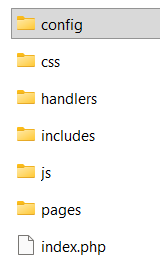 config
css
handlers
includes
js
pages
index.php